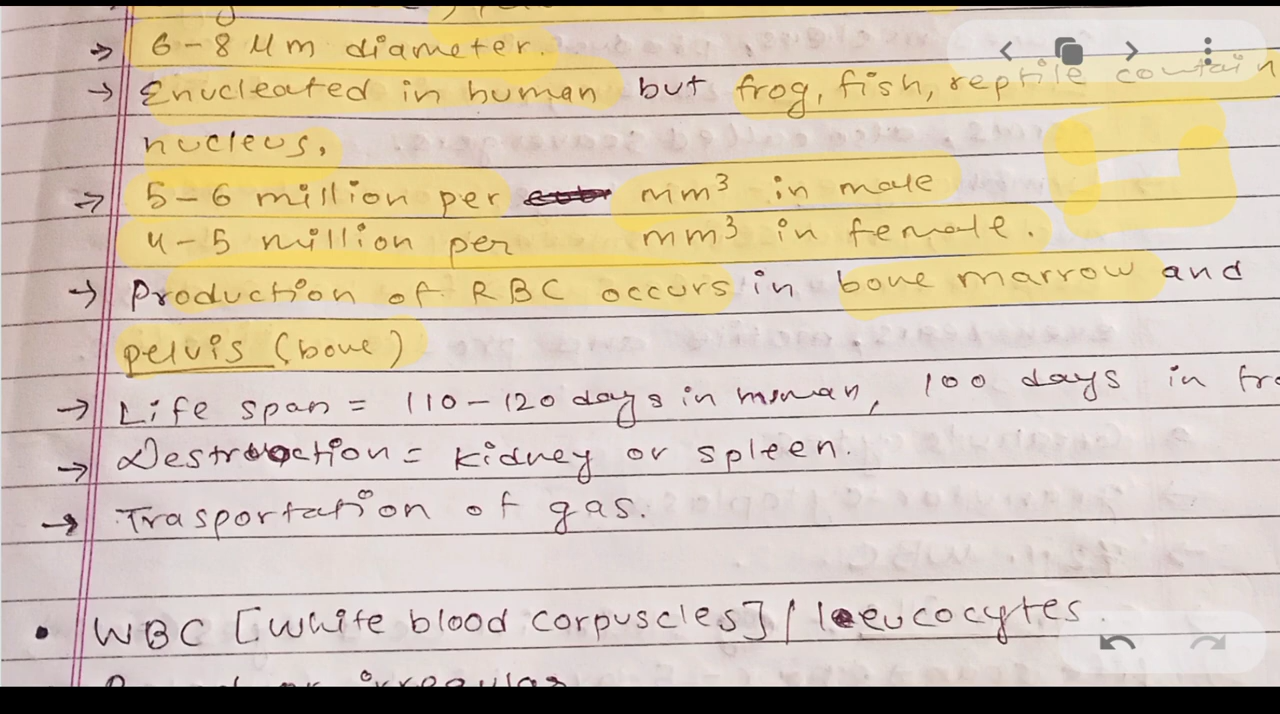 → 6-8 µm diameter.
→ Enucleated in human but frog, fish, reptile contain
nucleus,
→ 5-6 million per mm³ in male
4-5 million per mm³ in female.
→ Production of RBC occurs in bone marrow and
pelvis (bone)
→ Life span = 110-120 days in human, 100 days in
→ Destruction = kidney or spleen.
→ Trasportation of gas.
• WBC [White blood corpuscles] / leucocytes.
or irregular